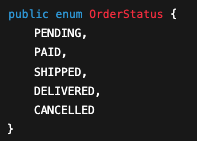 public enum OrderStatus {
    PENDING,
    PAID,
    SHIPPED,
    DELIVERED,
    CANCELLED
}